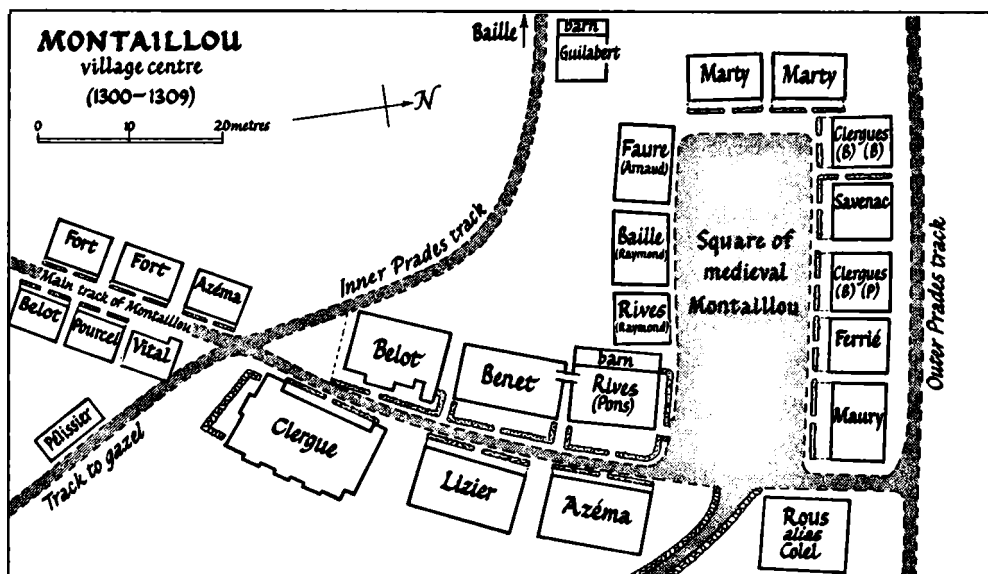 MONTAILLOU
village centre
(1300–1309)
0 10 20 metres
N
Baille
barn
Guilabert
Marty
Marty
Faure
(Arnaud)
Baille
(Raymond)
Rives
(Raymond)
Square of
medieval
Montaillou
Clergues
(B) (B)
Savenac
Clergues
(B) (P)
Ferrié
Maury
Outer Prades track
Inner Prades track
Fort
Fort
Azéma
Main track of Montaillou
Belot
Pourcel
Vital
Pélissier
Track to gazel
Belot
Benet
barn
Rives
(Pons)
Clergue
Lizier
Azéma
Rous
alias
Colel